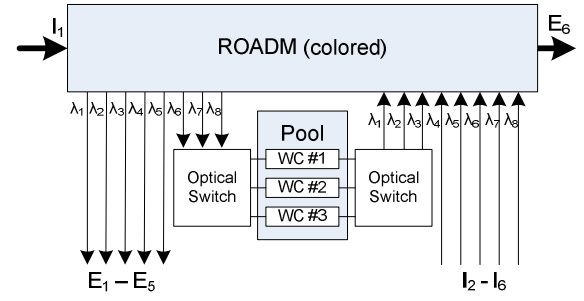 I1
E6
ROADM (colored)
λ1 λ2 λ3 λ4 λ5 λ6 λ7 λ8
λ1 λ2 λ3 λ4 λ5 λ6 λ7 λ8
Pool
Optical
Switch
WC #1
WC #2
WC #3
Optical
Switch
E1 – E5
I2 - I6